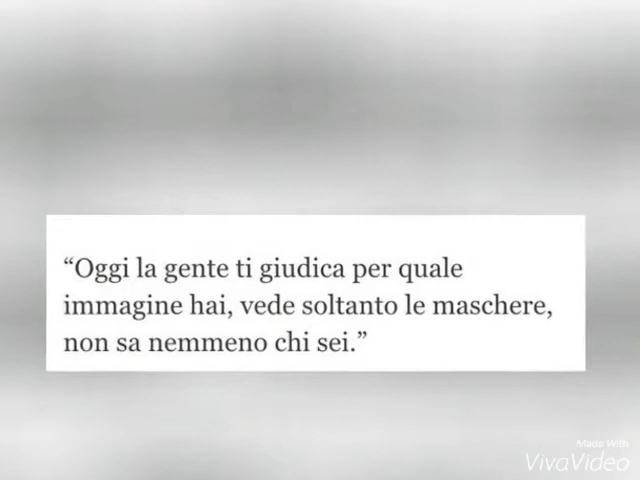 “Oggi la gente ti giudica per quale
immagine hai, vede soltanto le maschere,
non sa nemmeno chi sei.”
Made With
VivaVideo